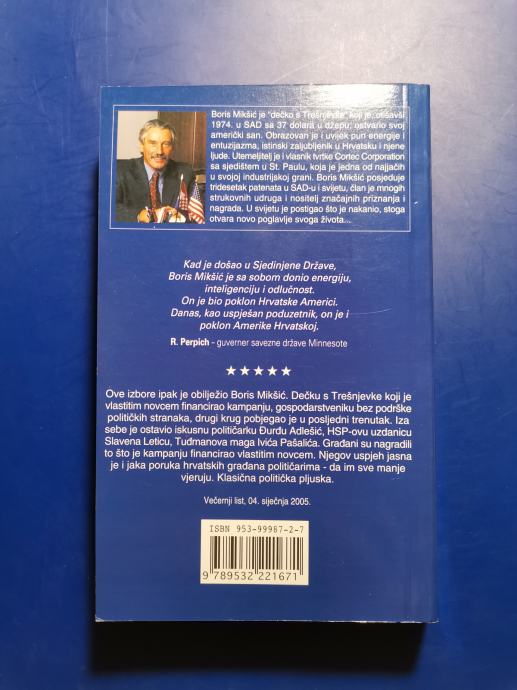 Boris Mikšić je "dečko s Trešnjevke" koji je, otišavši
1974. u SAD sa 37 dolara u džepu, ostvario svoj
američki san. Obrazovan je i uvijek pun energije i
entuzijazma, istinski zaljubljenik u Hrvatsku i njene
ljude. Utemeljitelj je i vlasnik tvrtke Cortec Corporation
sa sjedištem u St. Paulu, koja je jedna od najjačih
u svojoj industrijskoj grani. Boris Mikšić posjeduje
tridesetak patenata u SAD-u i svijetu, član je mnogih
strukovnih udruga i nositelj značajnih priznanja i
nagrada. U svijetu je postigao što je nakanio, stoga
otvara novo poglavlje svoga života...
Kad je došao u Sjedinjene Države,
Boris Mikšić je sa sobom donio energiju,
inteligenciju i odlučnost.
On je bio poklon Hrvatske Americi.
Danas, kao uspješan poduzetnik, on je i
poklon Amerike Hrvatskoj.
R. Perpich - guverner savezne države Minnesote
Ove izbore ipak je obilježio Boris Mikšić. Dečku s Trešnjevke koji je
vlastitim novcem financirao kampanju, gospodarstveniku bez podrške
političkih stranaka, drugi krug pobjegao je u posljedni trenutak. Iza
sebe je ostavio iskusnu političarku Đurđu Adlešić, HSP-ovu uzdanicu
Slavena Leticu, Tuđmanova maga Ivića Pašalića. Građani su nagradili
to što je kampanju financirao vlastitim novcem. Njegov uspjeh jasna
je i jaka poruka hrvatskih građana političarima - da im sve manje
vjeruju. Klasična politička pljuska.
Večernji list, 04. siječnja 2005.
ISBN 953-99987-2-7
9 789532 221671